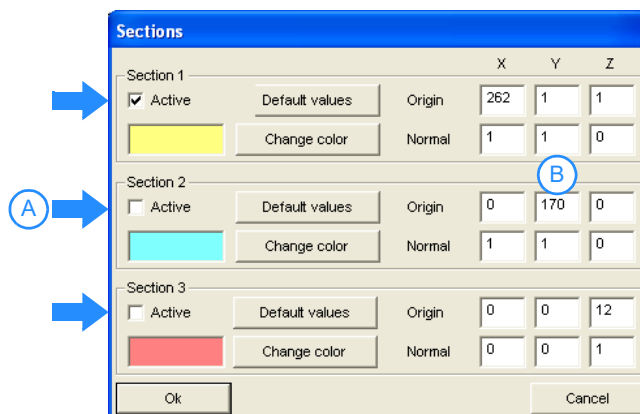 Sections
X Y Z
Section 1
Active Default values Origin 262 1 1
Change color Normal 1 1 0
B
Section 2
A Active Default values Origin 0 170 0
Change color Normal 1 1 0
Section 3
Active Default values Origin 0 0 12
Change color Normal 0 0 1
Ok Cancel